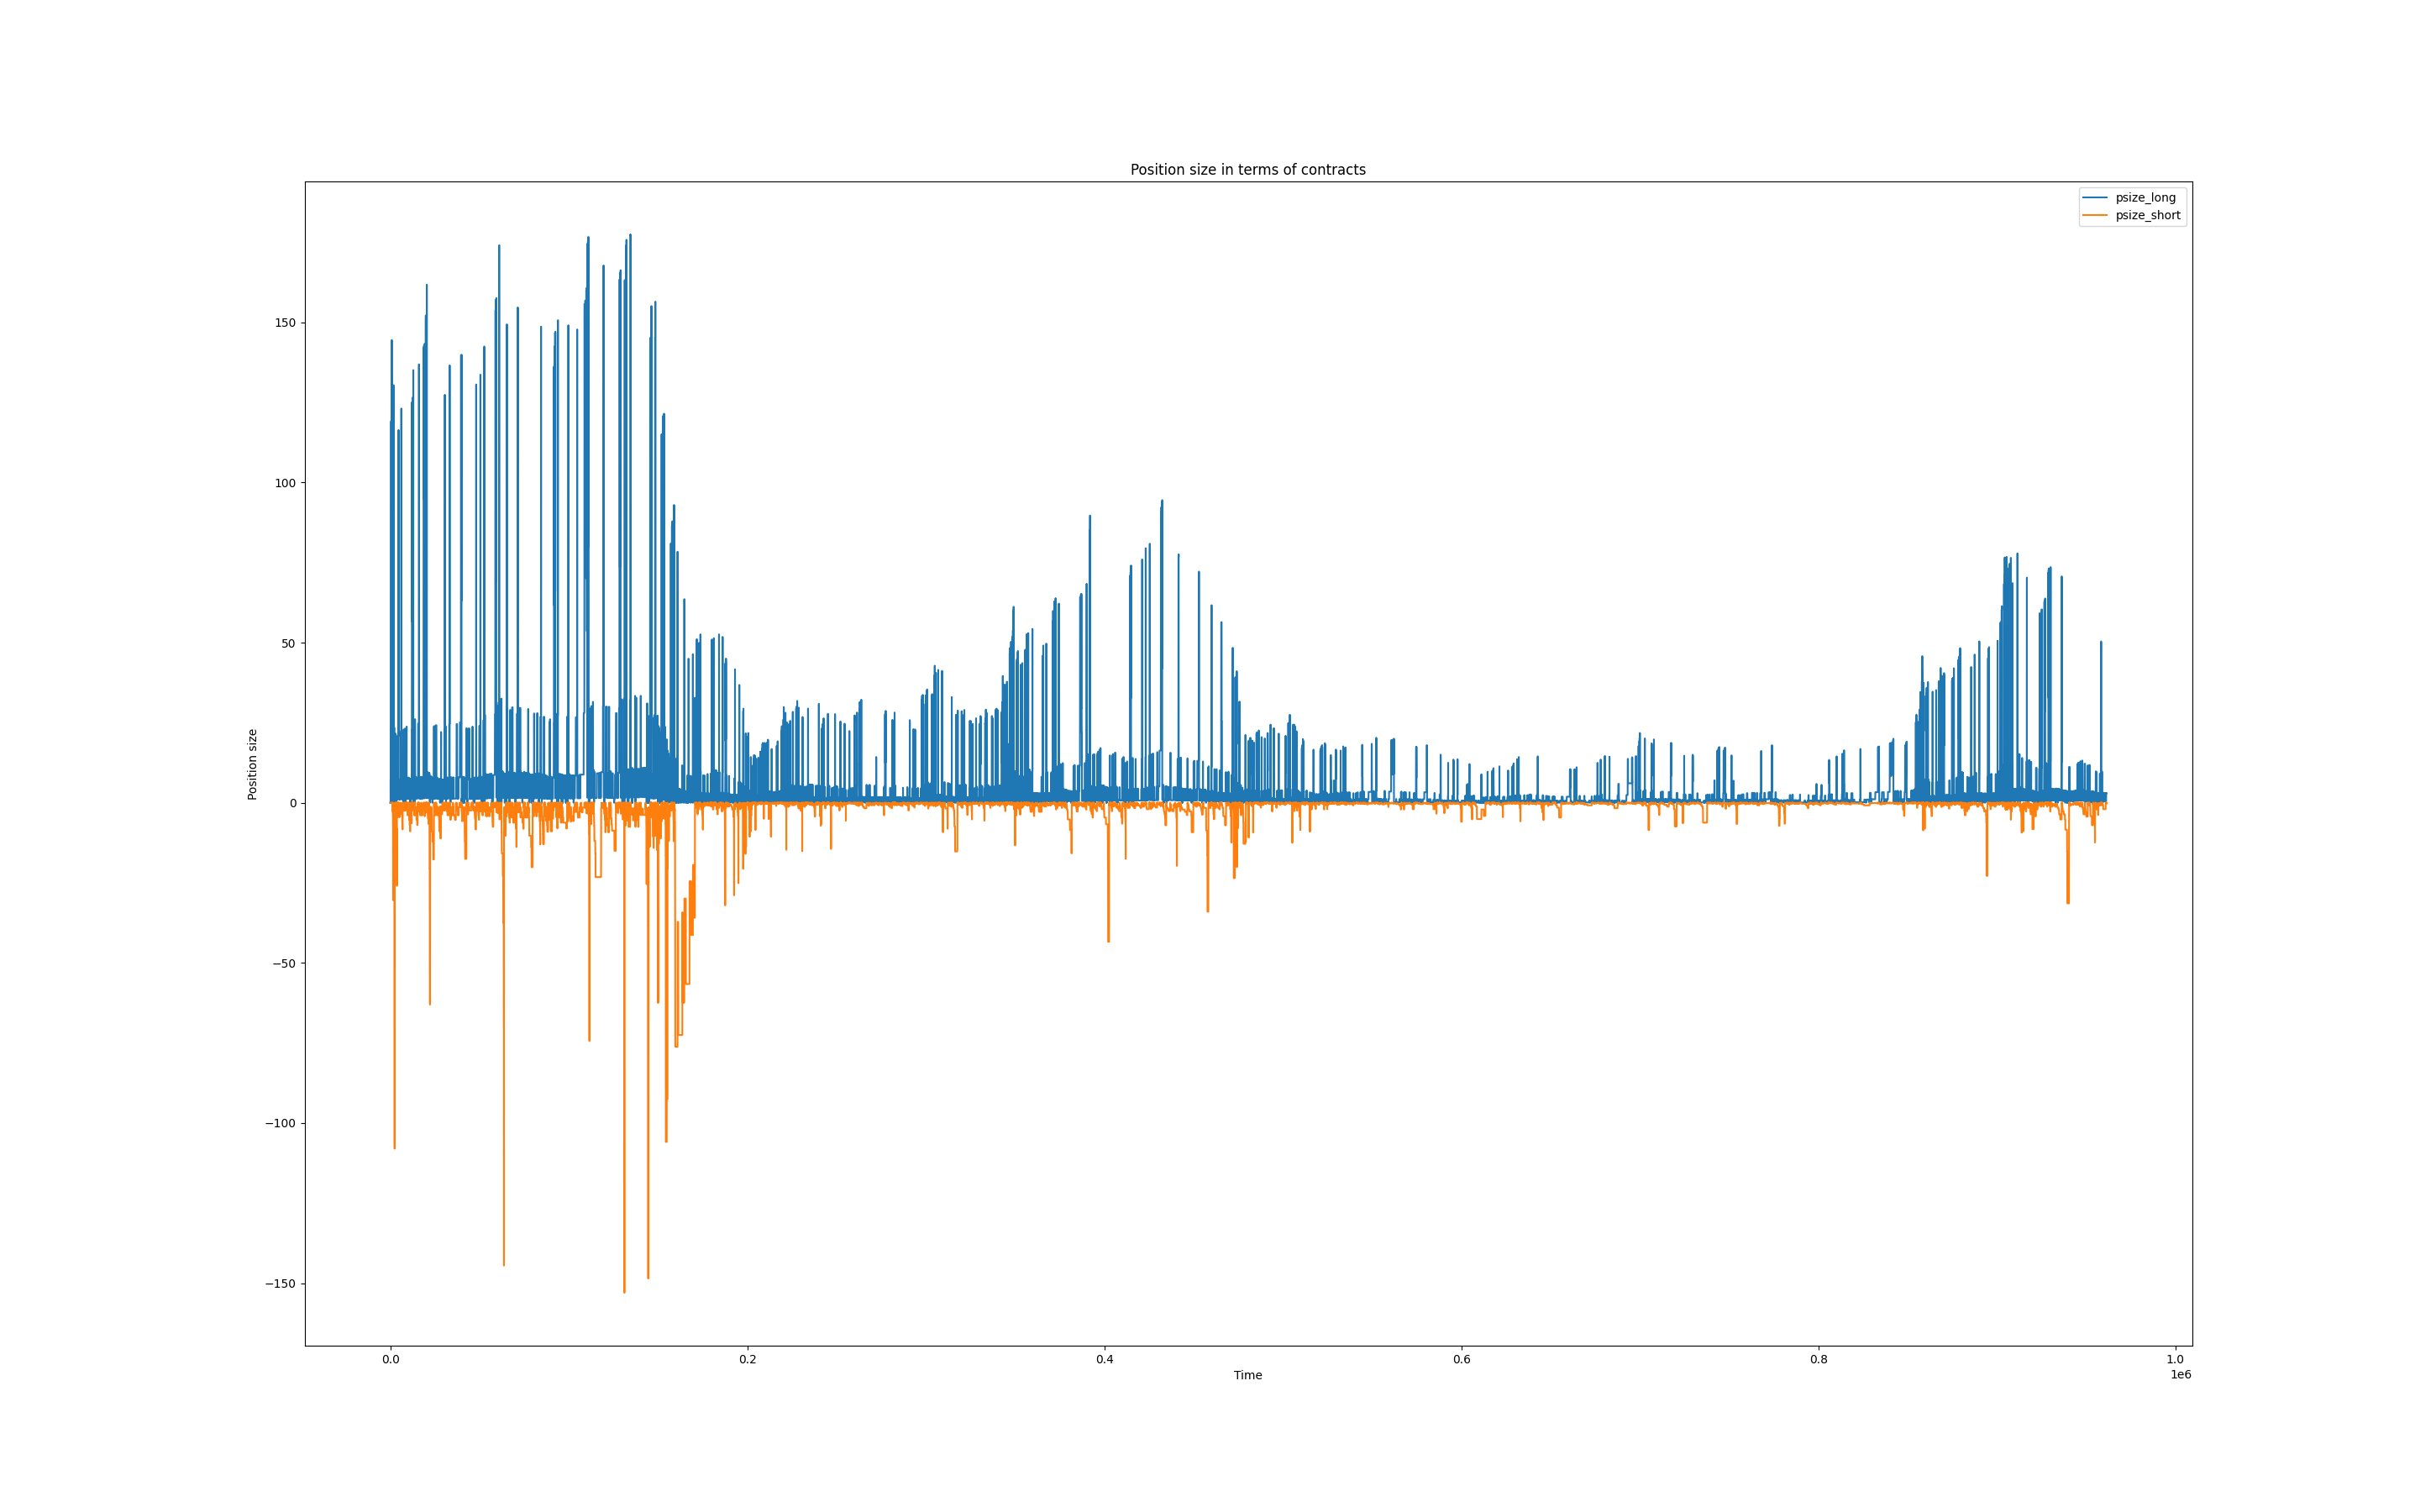 Position size in terms of contracts
psize_long
psize_short
Position size
150
100
50
0
−50
−100
−150
0.0
0.2
0.4
0.6
0.8
1.0
Time
1e6